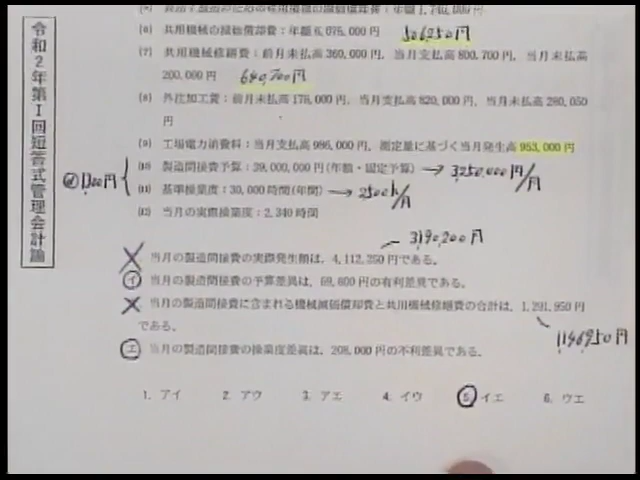 令和2年第Ⅰ回短答式管理会計論
(6) 共用機械の減価償却費:年額6,075,000円 506,250円
(7) 共用機械修繕費:前月未払高360,000円,当月支払高800,700円,当月未払高
200,000円 640,700円
(8) 外注加工賃:前月未払高178,000円,当月支払高820,000円,当月未払高280,050
円
(9) 工場電力消費料:当月支払高986,000円,測定量に基づく当月発生高953,000円
(10) 製造間接費予算:39,000,000円(年額・固定予算) → 3,250,000円/月
@1,300円
(11) 基準操業度:30,000時間(年間) → 2500h/月
(12) 当月の実際操業度:2,340時間
3,190,200円
当月の製造間接費の実際発生額は,4,112,250円である。
イ 当月の製造間接費の予算差異は,59,800円の有利差異である。
当月の製造間接費に含まれる機械減価償却費と共用機械修繕費の合計は,1,291,950円
である。
1,146,950円
エ 当月の製造間接費の操業度差異は,208,000円の不利差異である。
1. アイ 2. アウ 3. アエ 4. イウ 5. イエ 6. ウエ